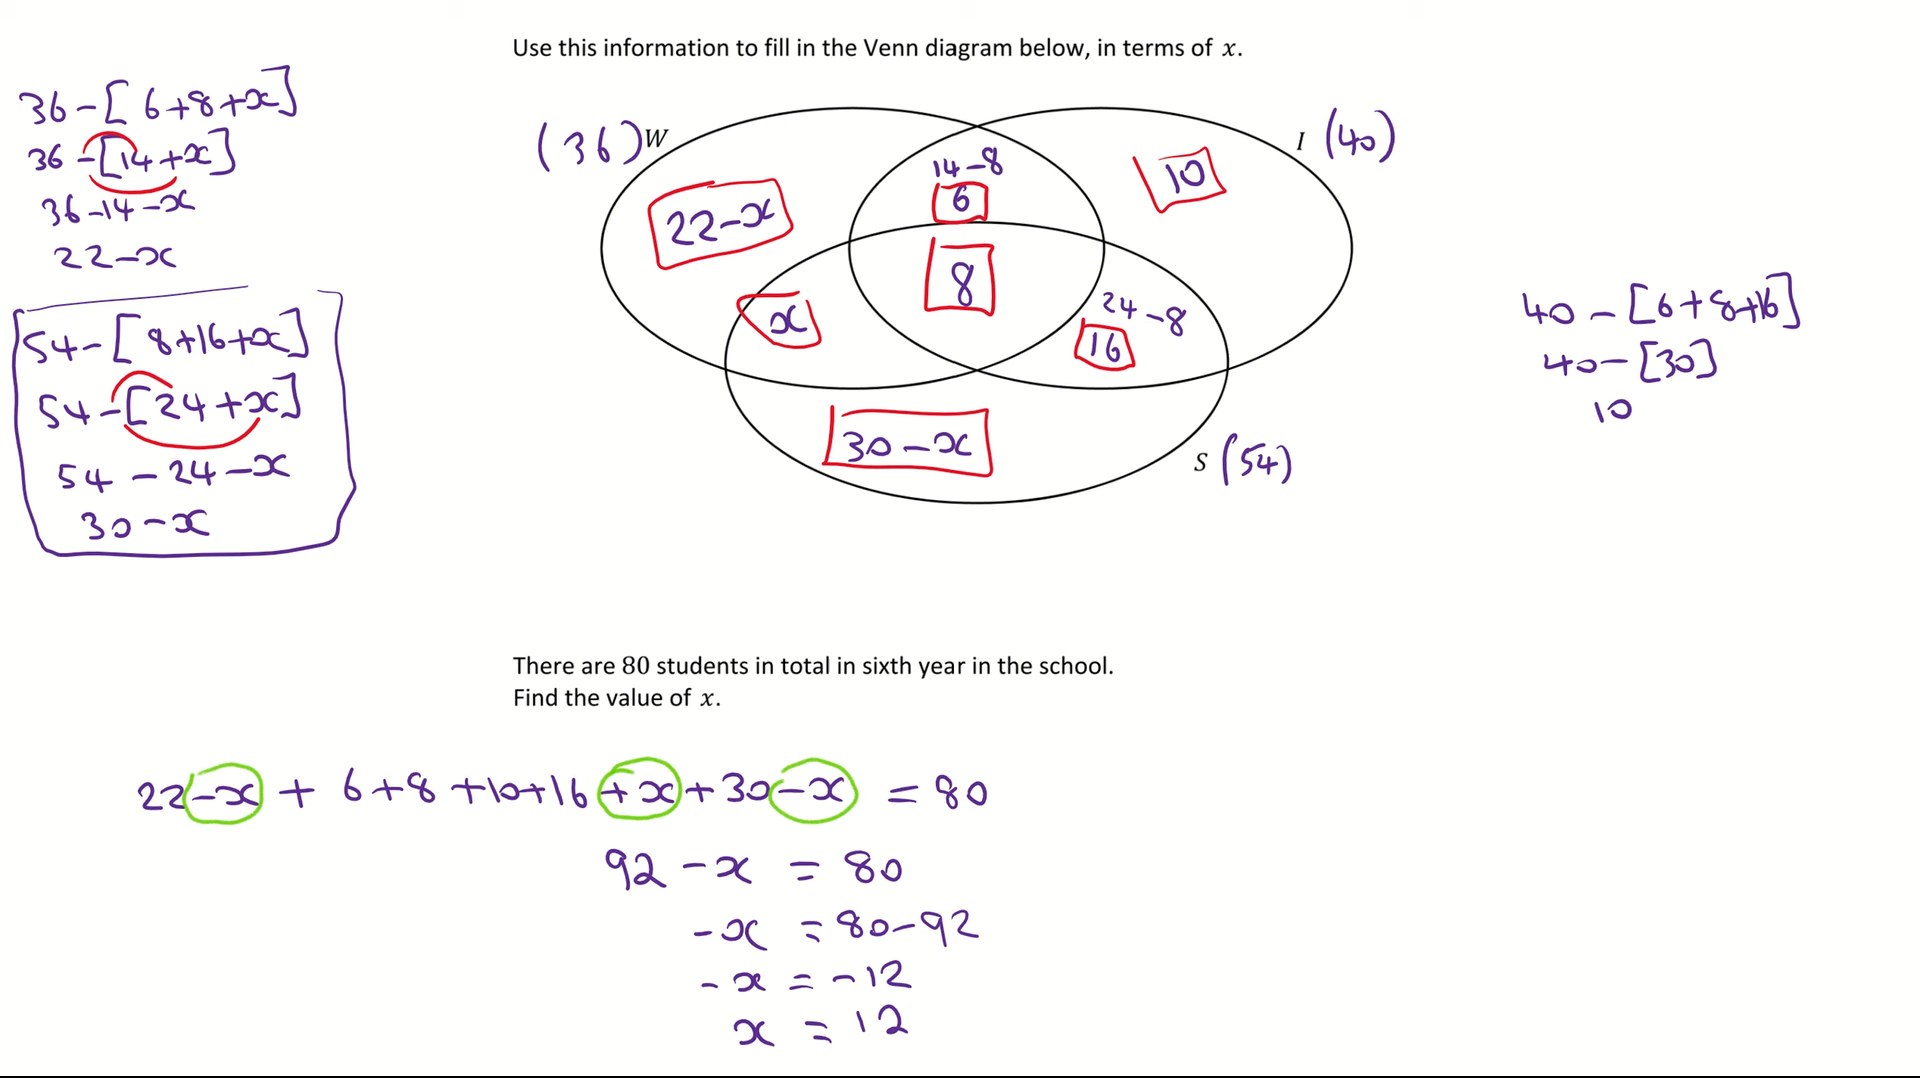 Use this information to fill in the Venn diagram below, in terms of x.
36-[6+8+x]
36-[14+x]
36-14-x
22-x
54-[8+16+x]
54-[24+x]
54-24-x
30-x
(36) W
I (40)
14-8
6
10
22-x
8
x
24-8
16
30-x
S (54)
40-[6+8+16]
40-[30]
10
There are 80 students in total in sixth year in the school.
Find the value of x.
22-x + 6+8+10+16+x+30-x = 80
92-x = 80
-x = 80-92
-x = -12
x = 12